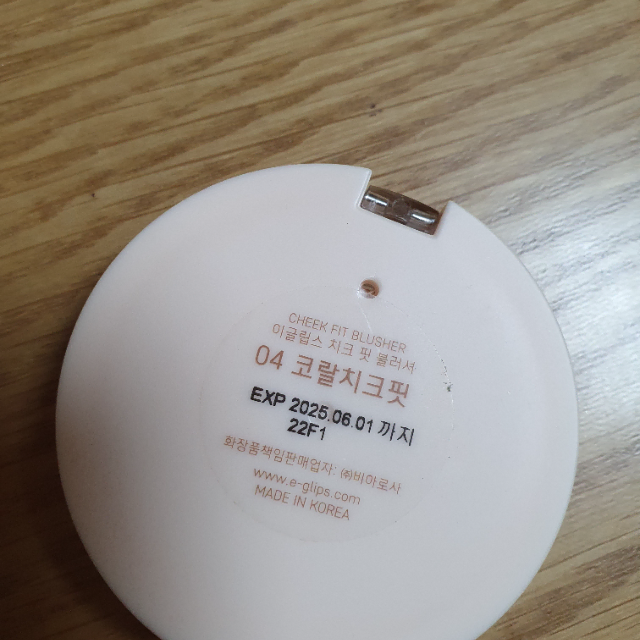 CHEEK FIT BLUSHER
이글립스 치크 핏 블러셔
04 코랄치크핏
EXP 2025.06.01 까지
22F1
화장품책임판매업자: ㈜비아로사
www.e-glips.com
MADE IN KOREA